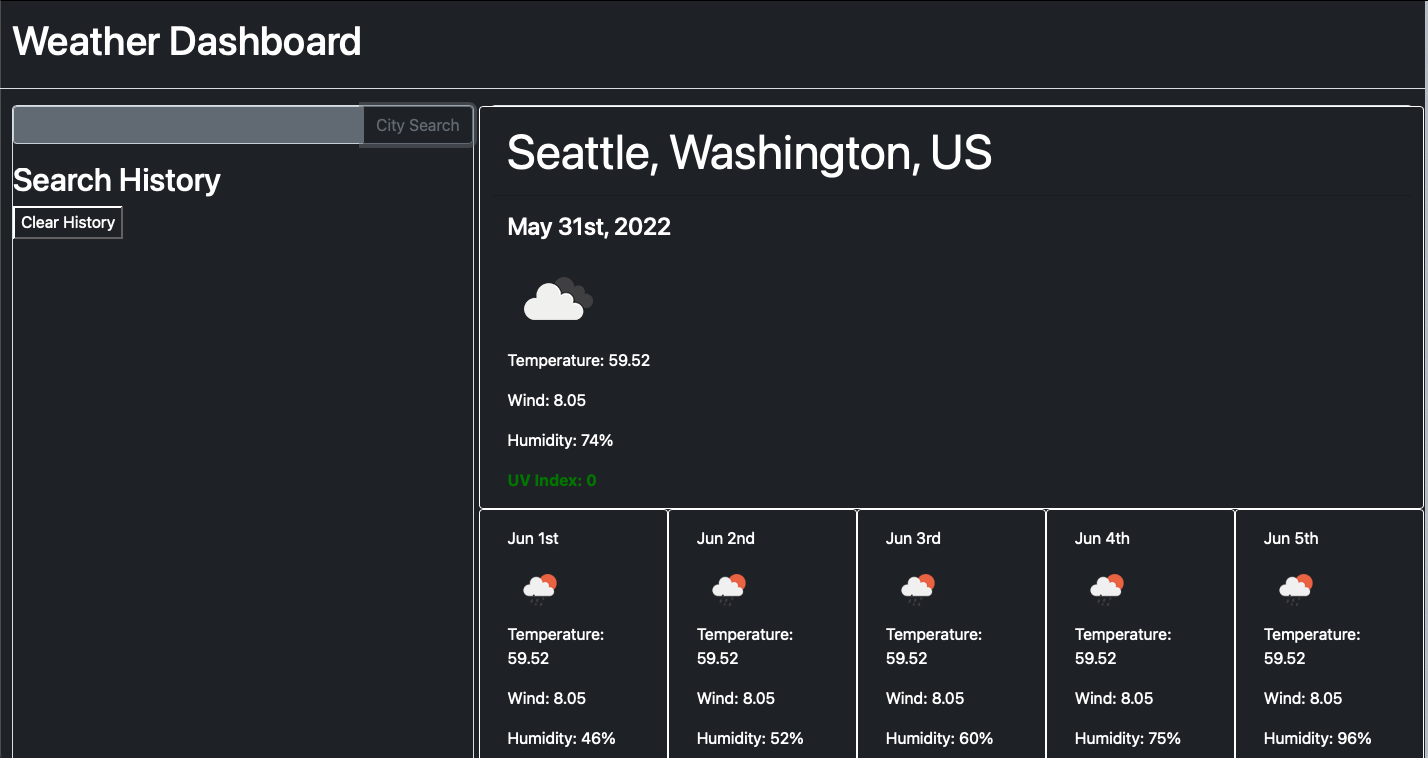 Weather Dashboard
City Search
Search History
Clear History
Seattle, Washington, US
May 31st, 2022
Temperature: 59.52
Wind: 8.05
Humidity: 74%
UV Index: 0
Jun 1st
Temperature:
59.52
Wind: 8.05
Humidity: 46%
Jun 2nd
Temperature:
59.52
Wind: 8.05
Humidity: 52%
Jun 3rd
Temperature:
59.52
Wind: 8.05
Humidity: 60%
Jun 4th
Temperature:
59.52
Wind: 8.05
Humidity: 75%
Jun 5th
Temperature:
59.52
Wind: 8.05
Humidity: 96%